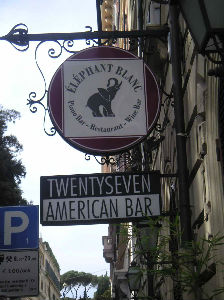 ÉLÉPHANT BLANC
Piano-Bar - Restaurant - Wine Bar
TWENTYSEVEN
AMERICAN BAR
P